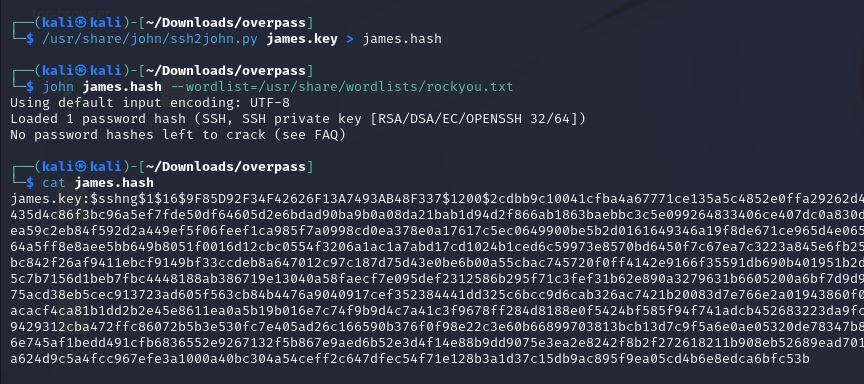 ┌──(kali㉿kali)-[~/Downloads/overpass]
└─$ /usr/share/john/ssh2john.py james.key > james.hash
┌──(kali㉿kali)-[~/Downloads/overpass]
└─$ john james.hash --wordlist=/usr/share/wordlists/rockyou.txt
Using default input encoding: UTF-8
Loaded 1 password hash (SSH, SSH private key [RSA/DSA/EC/OPENSSH 32/64])
No password hashes left to crack (see FAQ)
┌──(kali㉿kali)-[~/Downloads/overpass]
└─$ cat james.hash
james.key:$sshng$1$16$9F85D92F34F42626F13A7493AB48F337$1200$2cdbb9c10041cfba4a67771ce135a5c4852e0ffa29262d4
435d4c86f3bc96a5ef7fde50df64605d2e6bdad90ba9b0a08da21bab1d94d2f866ab1863baebbc3c5e099264833406ce407dc0a830c
ea59c2eb84f592d2a449ef5f06feef1ca985f7a0998cd0ea378e0a17617c5ec0649900be5b2d0161649346a19f8de671ce965d4e065
64a5ff8e8aee5bb649b8051f0016d12cbc0554f3206a1ac1a7abd17cd1024b1ced6c59973e8570bd6450f7c67ea7c3223a845e6fb25
bc842f26af9411ebcf9149bf33ccdeb8a647012c97c187d75d43e0be6b00a55cbac745720f0ff4142e9166f35591db690b401951b2d
5c7b7156d1beb7fbc4448188ab386719e13040a58faecf7e095def2312586b295f71c3fef31b62e890a3279631b6605200a6bf7d9d9
75acd38eb5cec913723ad605f563cb84b4476a9040917cef352384441dd325c6bcc9d6cab326ac7421b20083d7e766e2a01943860f0
acacf4ca81b1dd2b2e45e8611ea0a5b19b016e7c74f9b9d4c7a41c3f9678ff284d8188e0f5424bf585f94f741adcb452683223da9fc
9429312cba472ffc86072b5b3e530fc7e405ad26c166590b376f0f98e22c3e60b66899703813bcb13d7c9f5a6e0ae05320de78347b8
6e745af1bedd491cfb6836552e9267132f5b867e9aed6b52e3d4f14e88b9dd9075e3ea2e8242f8b2f272618211b908eb52689ead701
a624d9c5a4fcc967efe3a1000a40bc304a54ceff2c647dfec54f71e128b3a1d37c15db9ac895f9ea05cd4b6e8edca6bfc53b